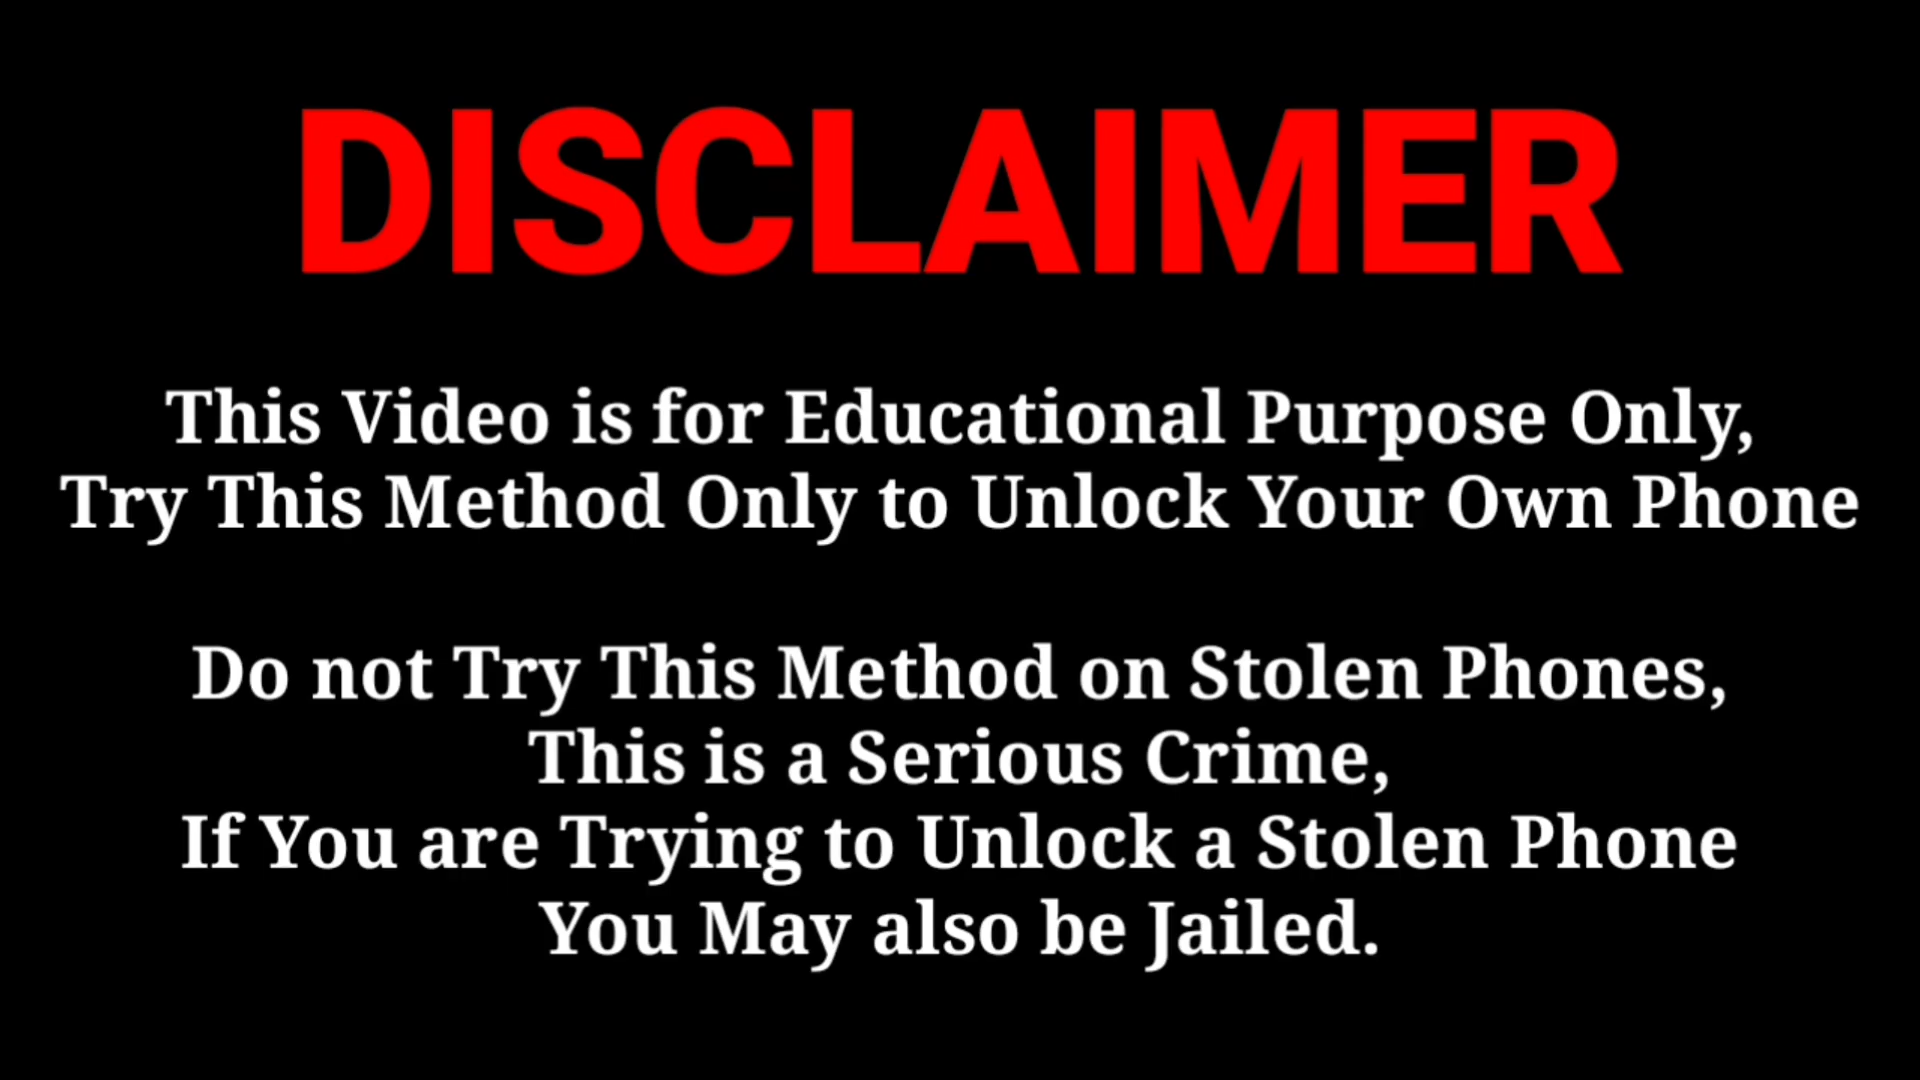 DISCLAIMER
This Video is for Educational Purpose Only,
Try This Method Only to Unlock Your Own Phone
Do not Try This Method on Stolen Phones,
This is a Serious Crime,
If You are Trying to Unlock a Stolen Phone
You May also be Jailed.